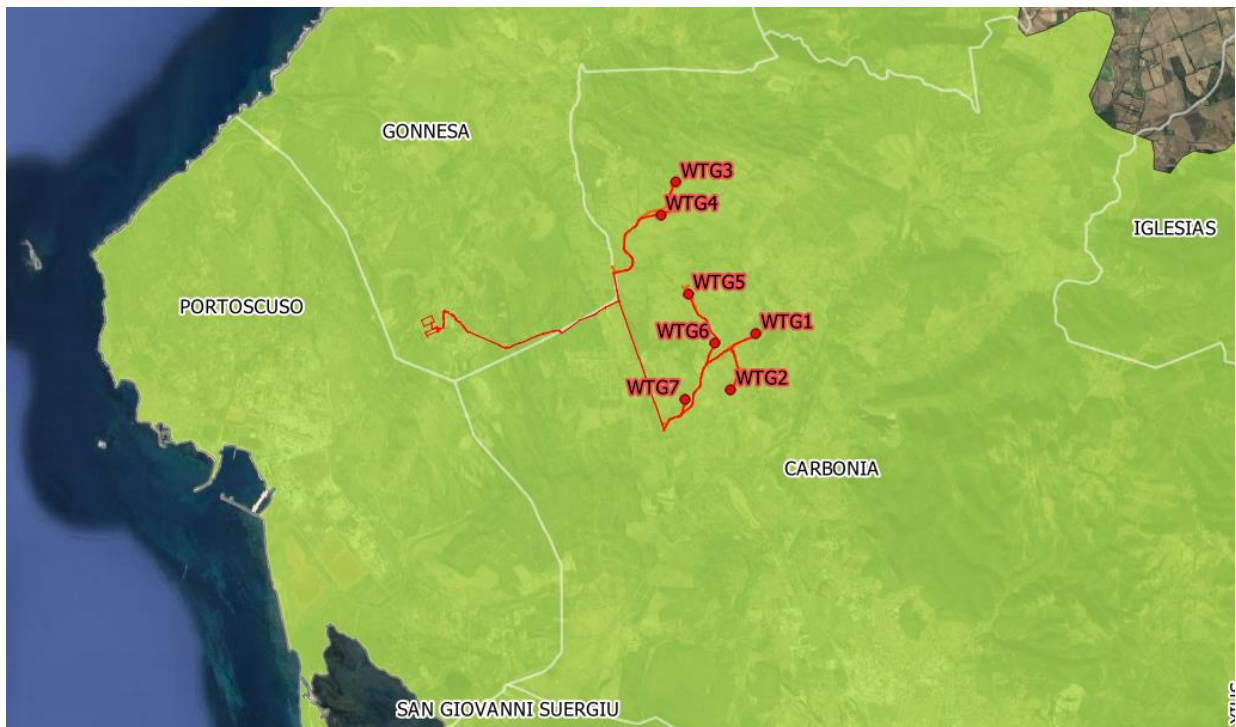 GONNESA
WTG3
WTG4
IGLESIAS
WTG5
PORTOSCUSO
WTG6
WTG1
WTG7
WTG2
CARBONIA
SAN GIOVANNI SUERGIU